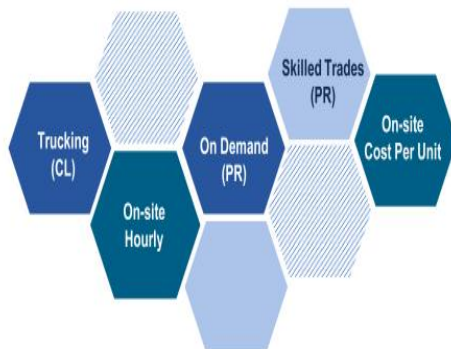 Trucking
(CL)
On-site
Hourly
On Demand
(PR)
Skilled Trades
(PR)
On-site
Cost Per Unit